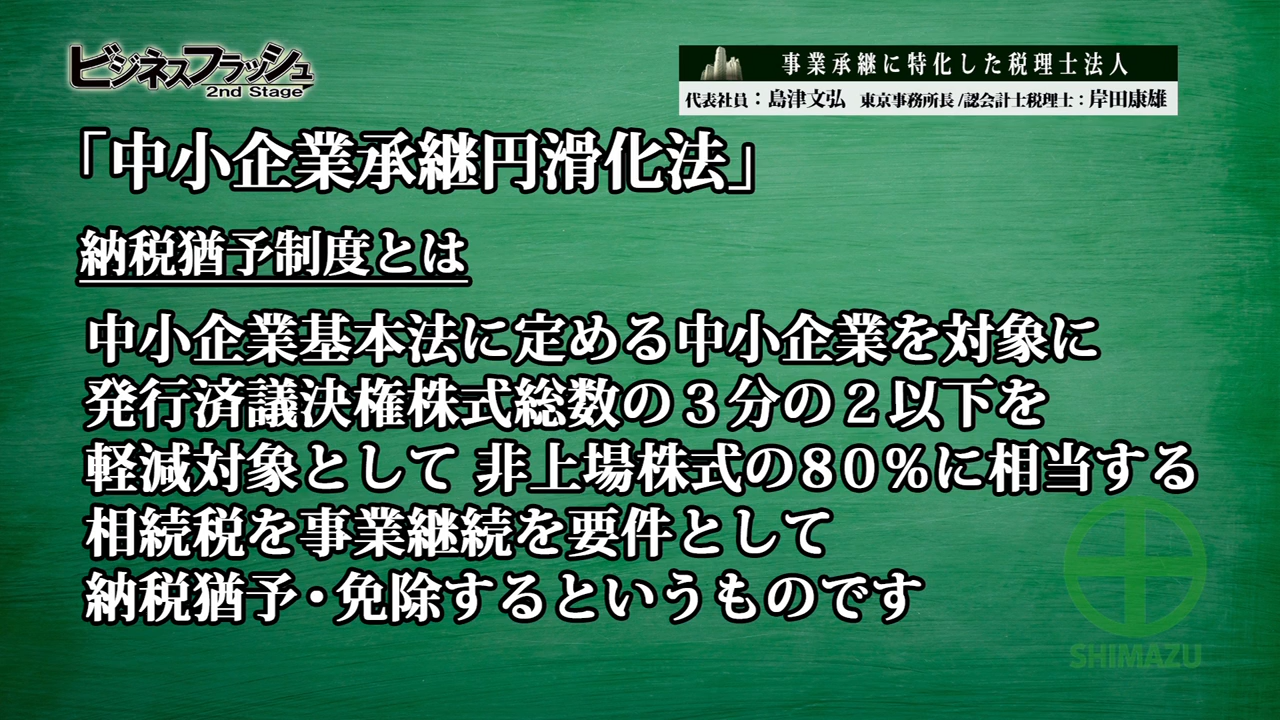 ビジネスフラッシュ
2nd Stage
事業承継に特化した税理士法人
代表社員：島津文弘 東京事務所長/認会計士税理士：岸田康雄
「中小企業承継円滑化法」
納税猶予制度とは
中小企業基本法に定める中小企業を対象に
発行済議決権株式総数の３分の２以下を
軽減対象として 非上場株式の８０％に相当する
相続税を事業継続を要件として
納税猶予・免除するというものです
SHIMAZU